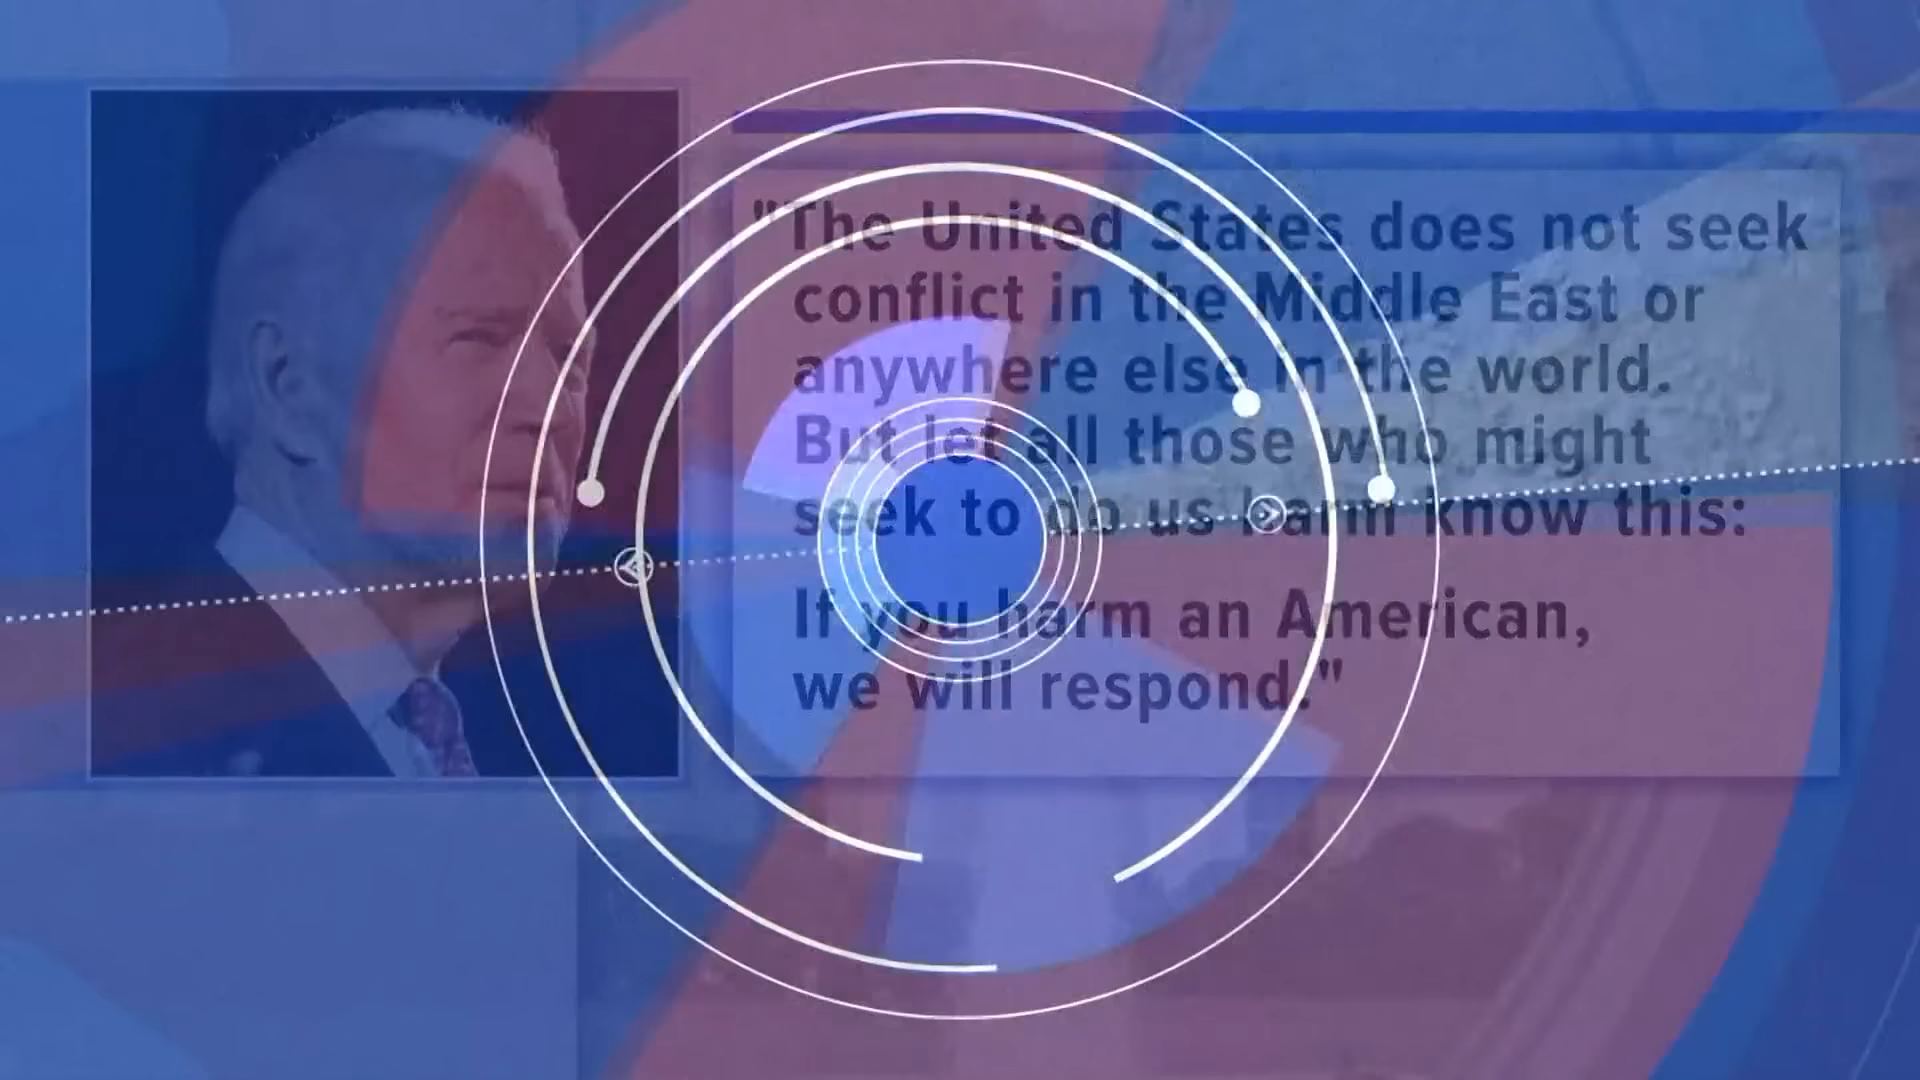 "The United States does not seek
conflict in the Middle East or
anywhere else in the world.
But let all those who might
seek to do us harm know this:
If you harm an American,
we will respond."